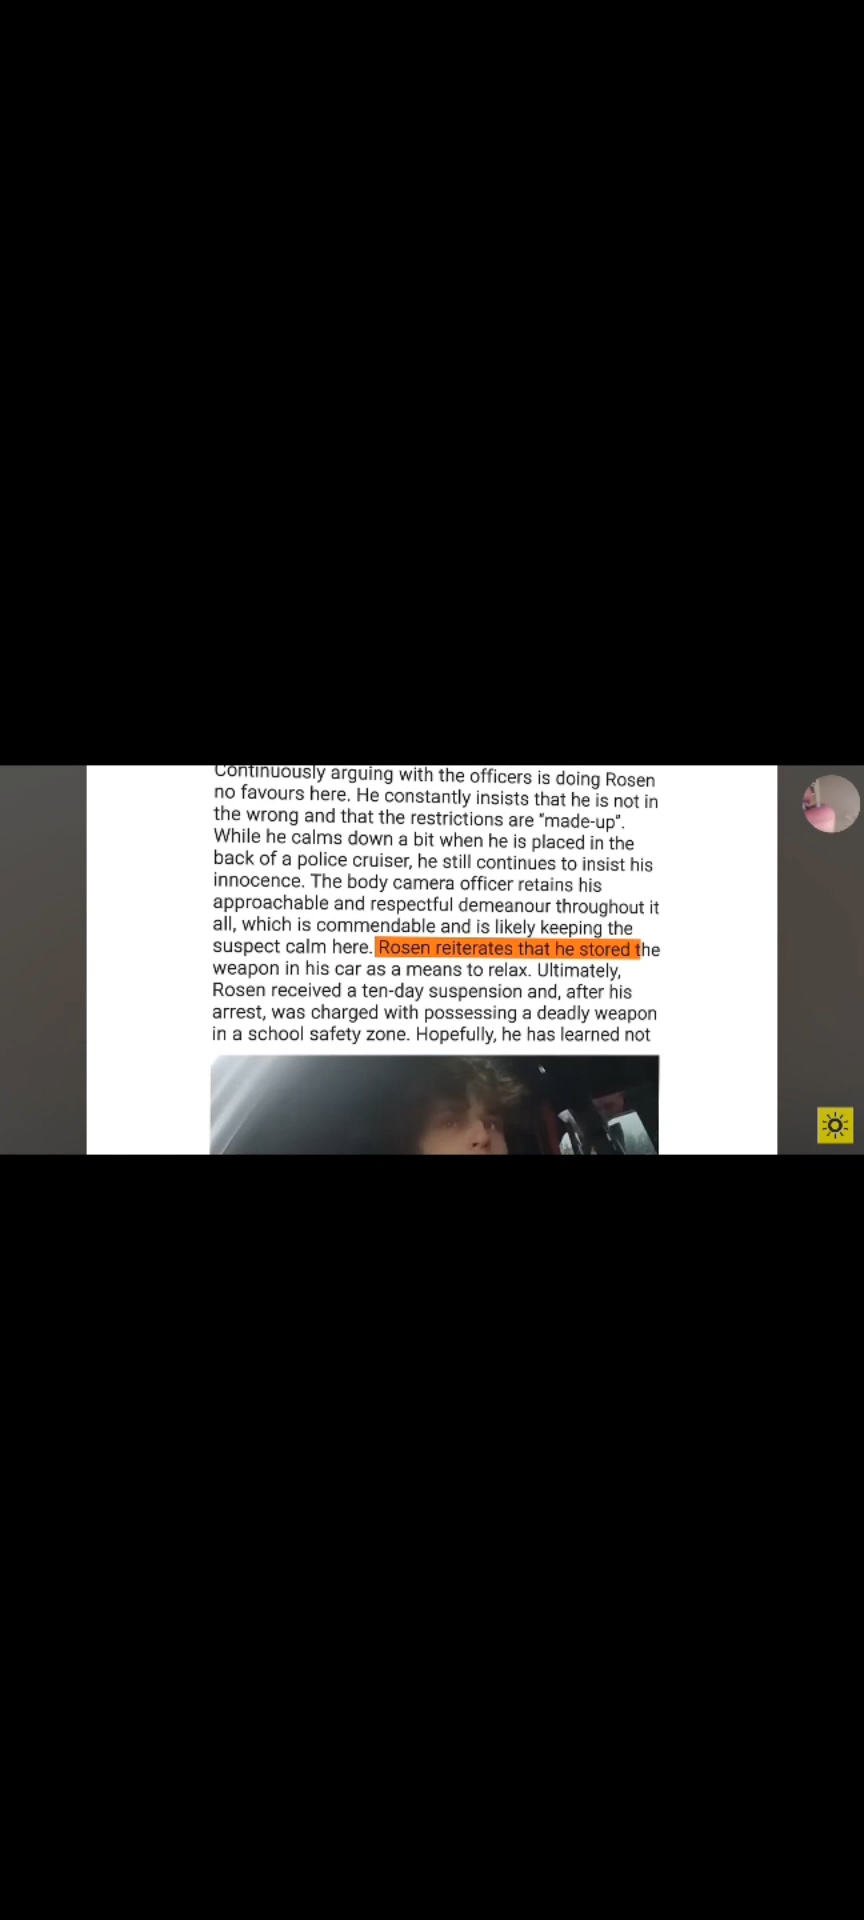 Continuously arguing with the officers is doing Rosen
no favours here. He constantly insists that he is not in
the wrong and that the restrictions are "made-up".
While he calms down a bit when he is placed in the
back of a police cruiser, he still continues to insist his
innocence. The body camera officer retains his
approachable and respectful demeanour throughout it
all, which is commendable and is likely keeping the
suspect calm here. Rosen reiterates that he stored the
weapon in his car as a means to relax. Ultimately,
Rosen received a ten-day suspension and, after his
arrest, was charged with possessing a deadly weapon
in a school safety zone. Hopefully, he has learned not